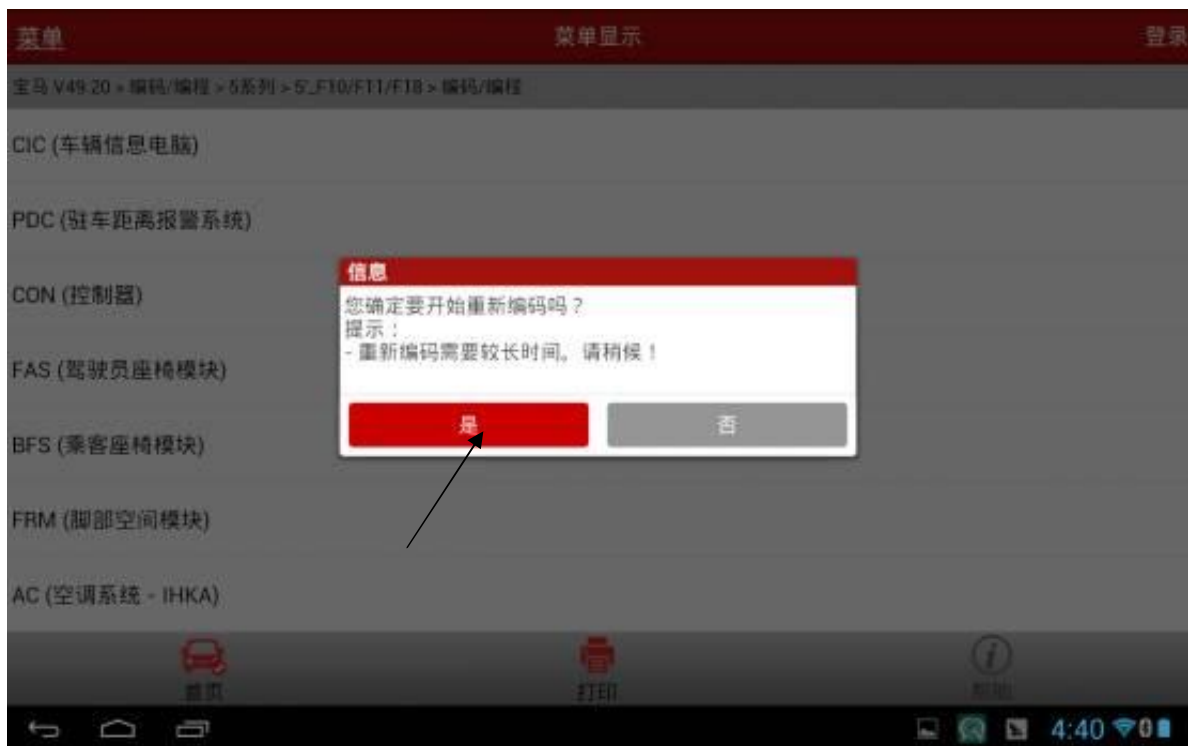 菜单
菜单显示
登录
宝马 V49.20 > 编码/编程 > 5系列 > 5'_F10/F11/F18 > 编码/编程
CIC (车辆信息电脑)
PDC (驻车距离报警系统)
CON (控制器)
FAS (驾驶员座椅模块)
BFS (乘客座椅模块)
FRM (脚部空间模块)
AC (空调系统 - IHKA)
信息
您确定要开始重新编码吗？
提示：
- 重新编码需要较长时间。请稍候！
是
否
首页
打印
帮助
4:40